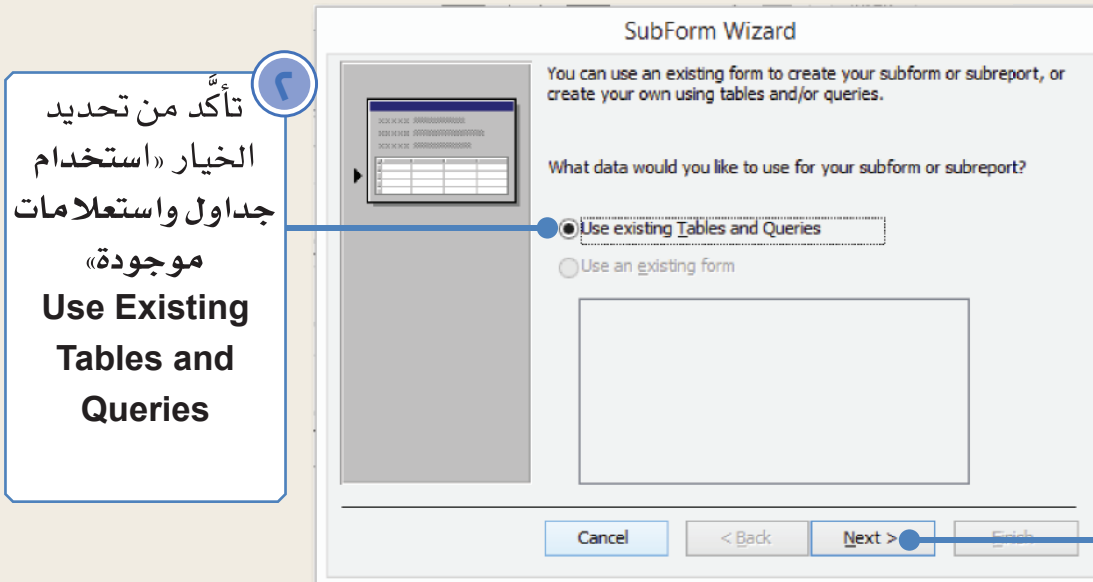 SubForm Wizard
You can use an existing form to create your subform or subreport, or
create your own using tables and/or queries.
What data would you like to use for your subform or subreport?
Use existing Tables and Queries
Use an existing form
Cancel
< Back
Next >
Finish
٢
تأكَّد من تحديد
الخيار «استخدام
جداول واستعلامات
موجودة»
Use Existing
Tables and
Queries